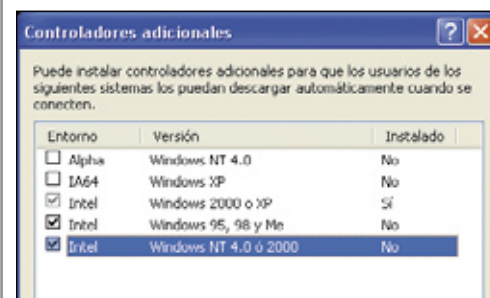 Controladores adicionales
Puede instalar controladores adicionales para que los usuarios de los
siguientes sistemas los puedan descargar automáticamente cuando se
conecten.
Entorno Versión Instalado
Alpha Windows NT 4.0 No
IA64 Windows XP No
Intel Windows 2000 o XP Sí
Intel Windows 95, 98 y Me No
Intel Windows NT 4.0 ó 2000 No